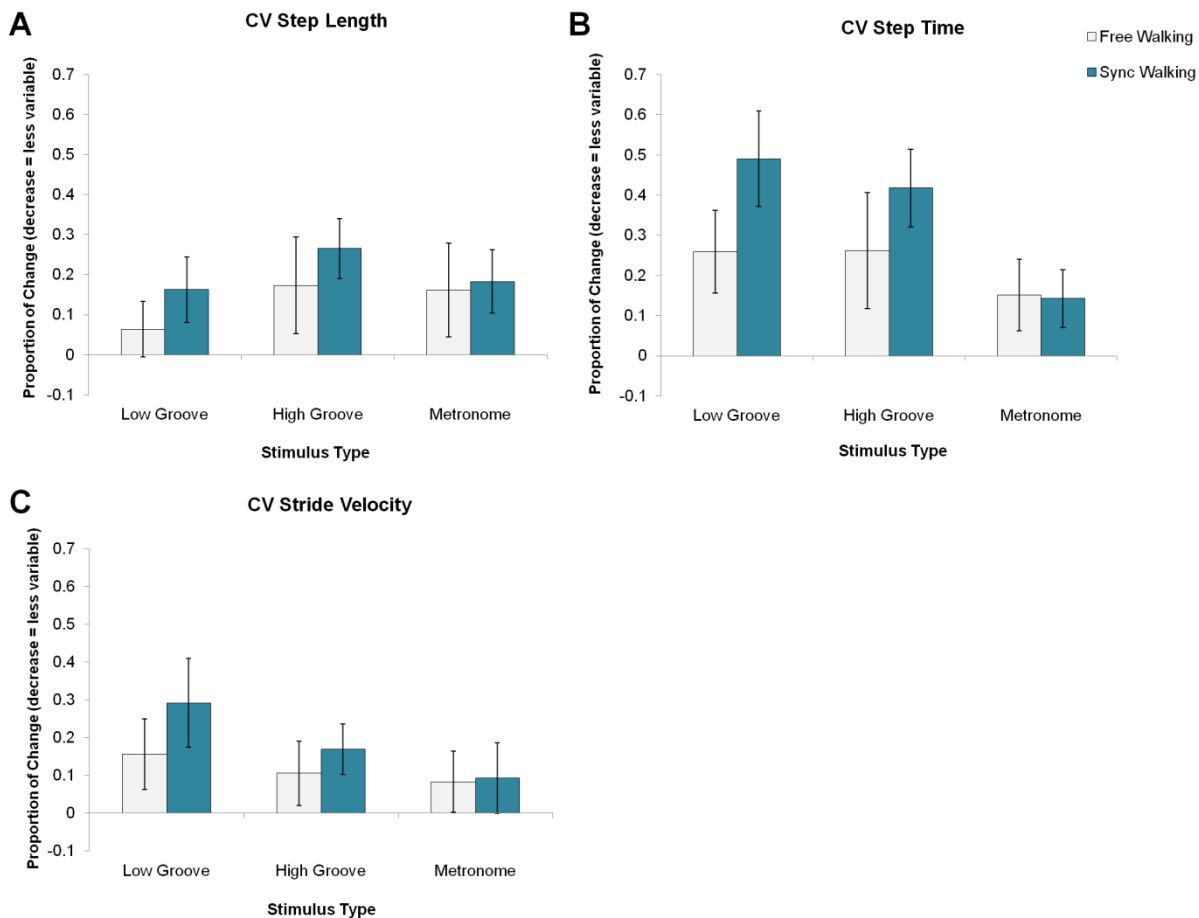 A
CV Step Length
Proportion of Change (decrease = less variable)
0.7
0.6
0.5
0.4
0.3
0.2
0.1
0
-0.1
Low Groove
High Groove
Metronome
Stimulus Type
B
CV Step Time
Free Walking
Sync Walking
Proportion of Change (decrease = less variable)
0.7
0.6
0.5
0.4
0.3
0.2
0.1
0
-0.1
Low Groove
High Groove
Metronome
Stimulus Type
C
CV Stride Velocity
Proportion of Change (decrease = less variable)
0.7
0.6
0.5
0.4
0.3
0.2
0.1
0
-0.1
Low Groove
High Groove
Metronome
Stimulus Type